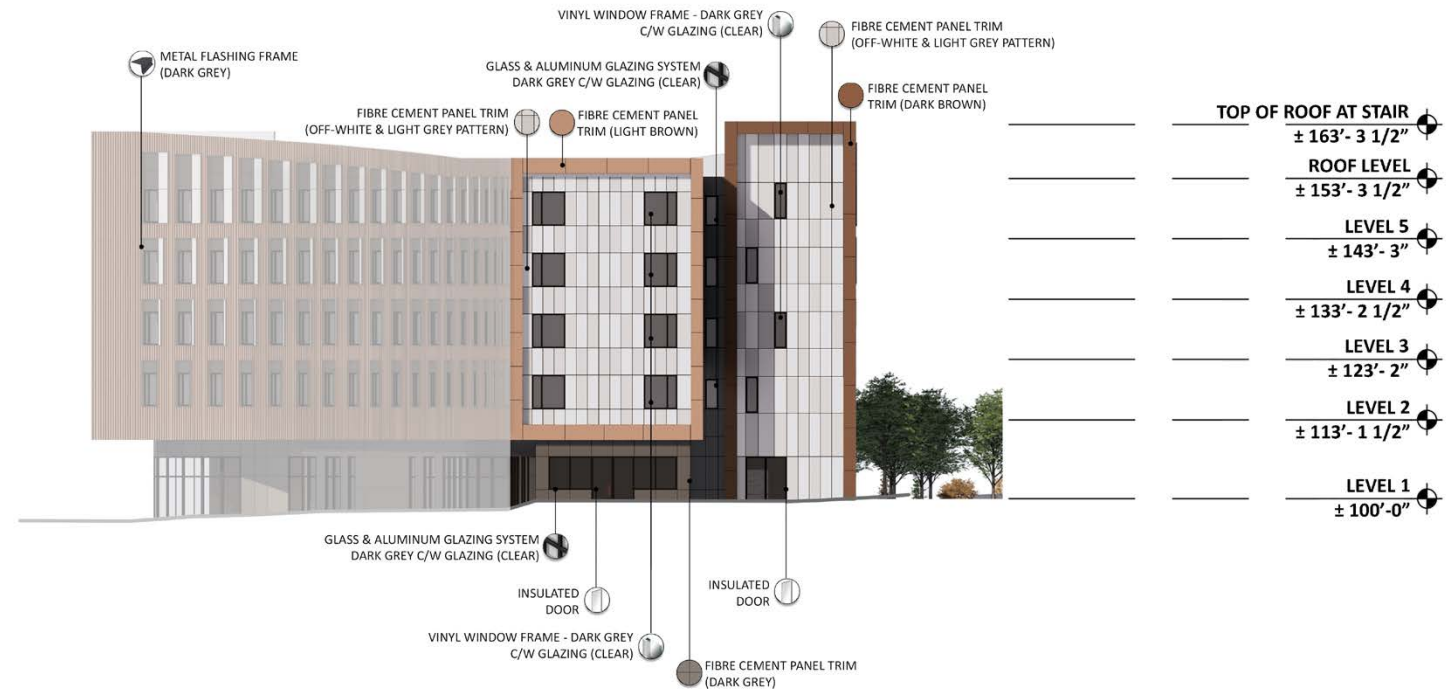 VINYL WINDOW FRAME - DARK GREY
C/W GLAZING (CLEAR)
FIBRE CEMENT PANEL TRIM
(OFF-WHITE & LIGHT GREY PATTERN)
METAL FLASHING FRAME
(DARK GREY)
GLASS & ALUMINUM GLAZING SYSTEM
DARK GREY C/W GLAZING (CLEAR)
FIBRE CEMENT PANEL
TRIM (DARK BROWN)
FIBRE CEMENT PANEL TRIM
(OFF-WHITE & LIGHT GREY PATTERN)
FIBRE CEMENT PANEL
TRIM (LIGHT BROWN)
TOP OF ROOF AT STAIR
± 163'- 3 1/2”
ROOF LEVEL
± 153'- 3 1/2”
LEVEL 5
± 143'- 3”
LEVEL 4
± 133'- 2 1/2”
LEVEL 3
± 123'- 2”
LEVEL 2
± 113'- 1 1/2”
LEVEL 1
± 100'-0”
GLASS & ALUMINUM GLAZING SYSTEM
DARK GREY C/W GLAZING (CLEAR)
INSULATED
DOOR
INSULATED
DOOR
VINYL WINDOW FRAME - DARK GREY
C/W GLAZING (CLEAR)
FIBRE CEMENT PANEL TRIM
(DARK GREY)